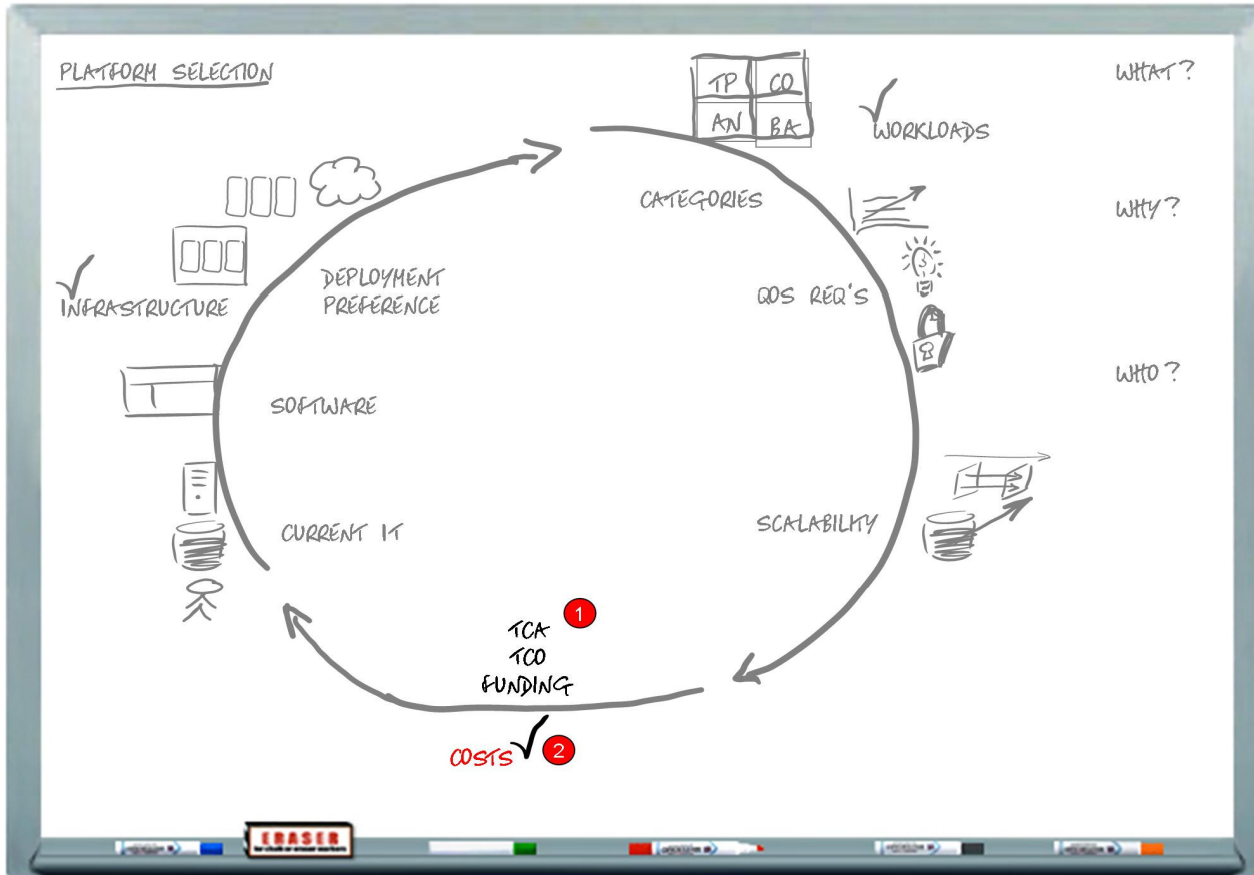 PLATFORM SELECTION
TP CO
AN BA
WORKLOADS
WHAT?
CATEGORIES
WHY?
QOS REQ'S
WHO?
SCALABILITY
1
TCA
TCO
FUNDING
COSTS 2
CURRENT IT
SOFTWARE
INFRASTRUCTURE
DEPLOYMENT
PREFERENCE
ERASER